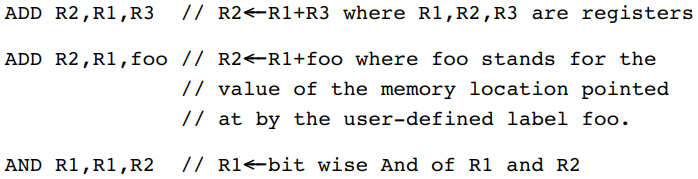 ADD R2,R1,R3 // R2←R1+R3 where R1,R2,R3 are registers
ADD R2,R1,foo // R2←R1+foo where foo stands for the
// value of the memory location pointed
// at by the user-defined label foo.
AND R1,R1,R2 // R1←bit wise And of R1 and R2